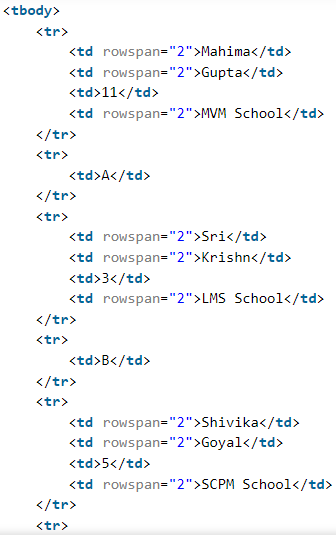 <tbody>
<tr>
<td rowspan="2">Mahima</td>
<td rowspan="2">Gupta</td>
<td>11</td>
<td rowspan="2">MVM School</td>
</tr>
<tr>
<td>A</td>
</tr>
<tr>
<td rowspan="2">Sri</td>
<td rowspan="2">Krishn</td>
<td>3</td>
<td rowspan="2">LMS School</td>
</tr>
<tr>
<td>B</td>
</tr>
<tr>
<td rowspan="2">Shivika</td>
<td rowspan="2">Goyal</td>
<td>5</td>
<td rowspan="2">SCPM School</td>
</tr>
<tr>